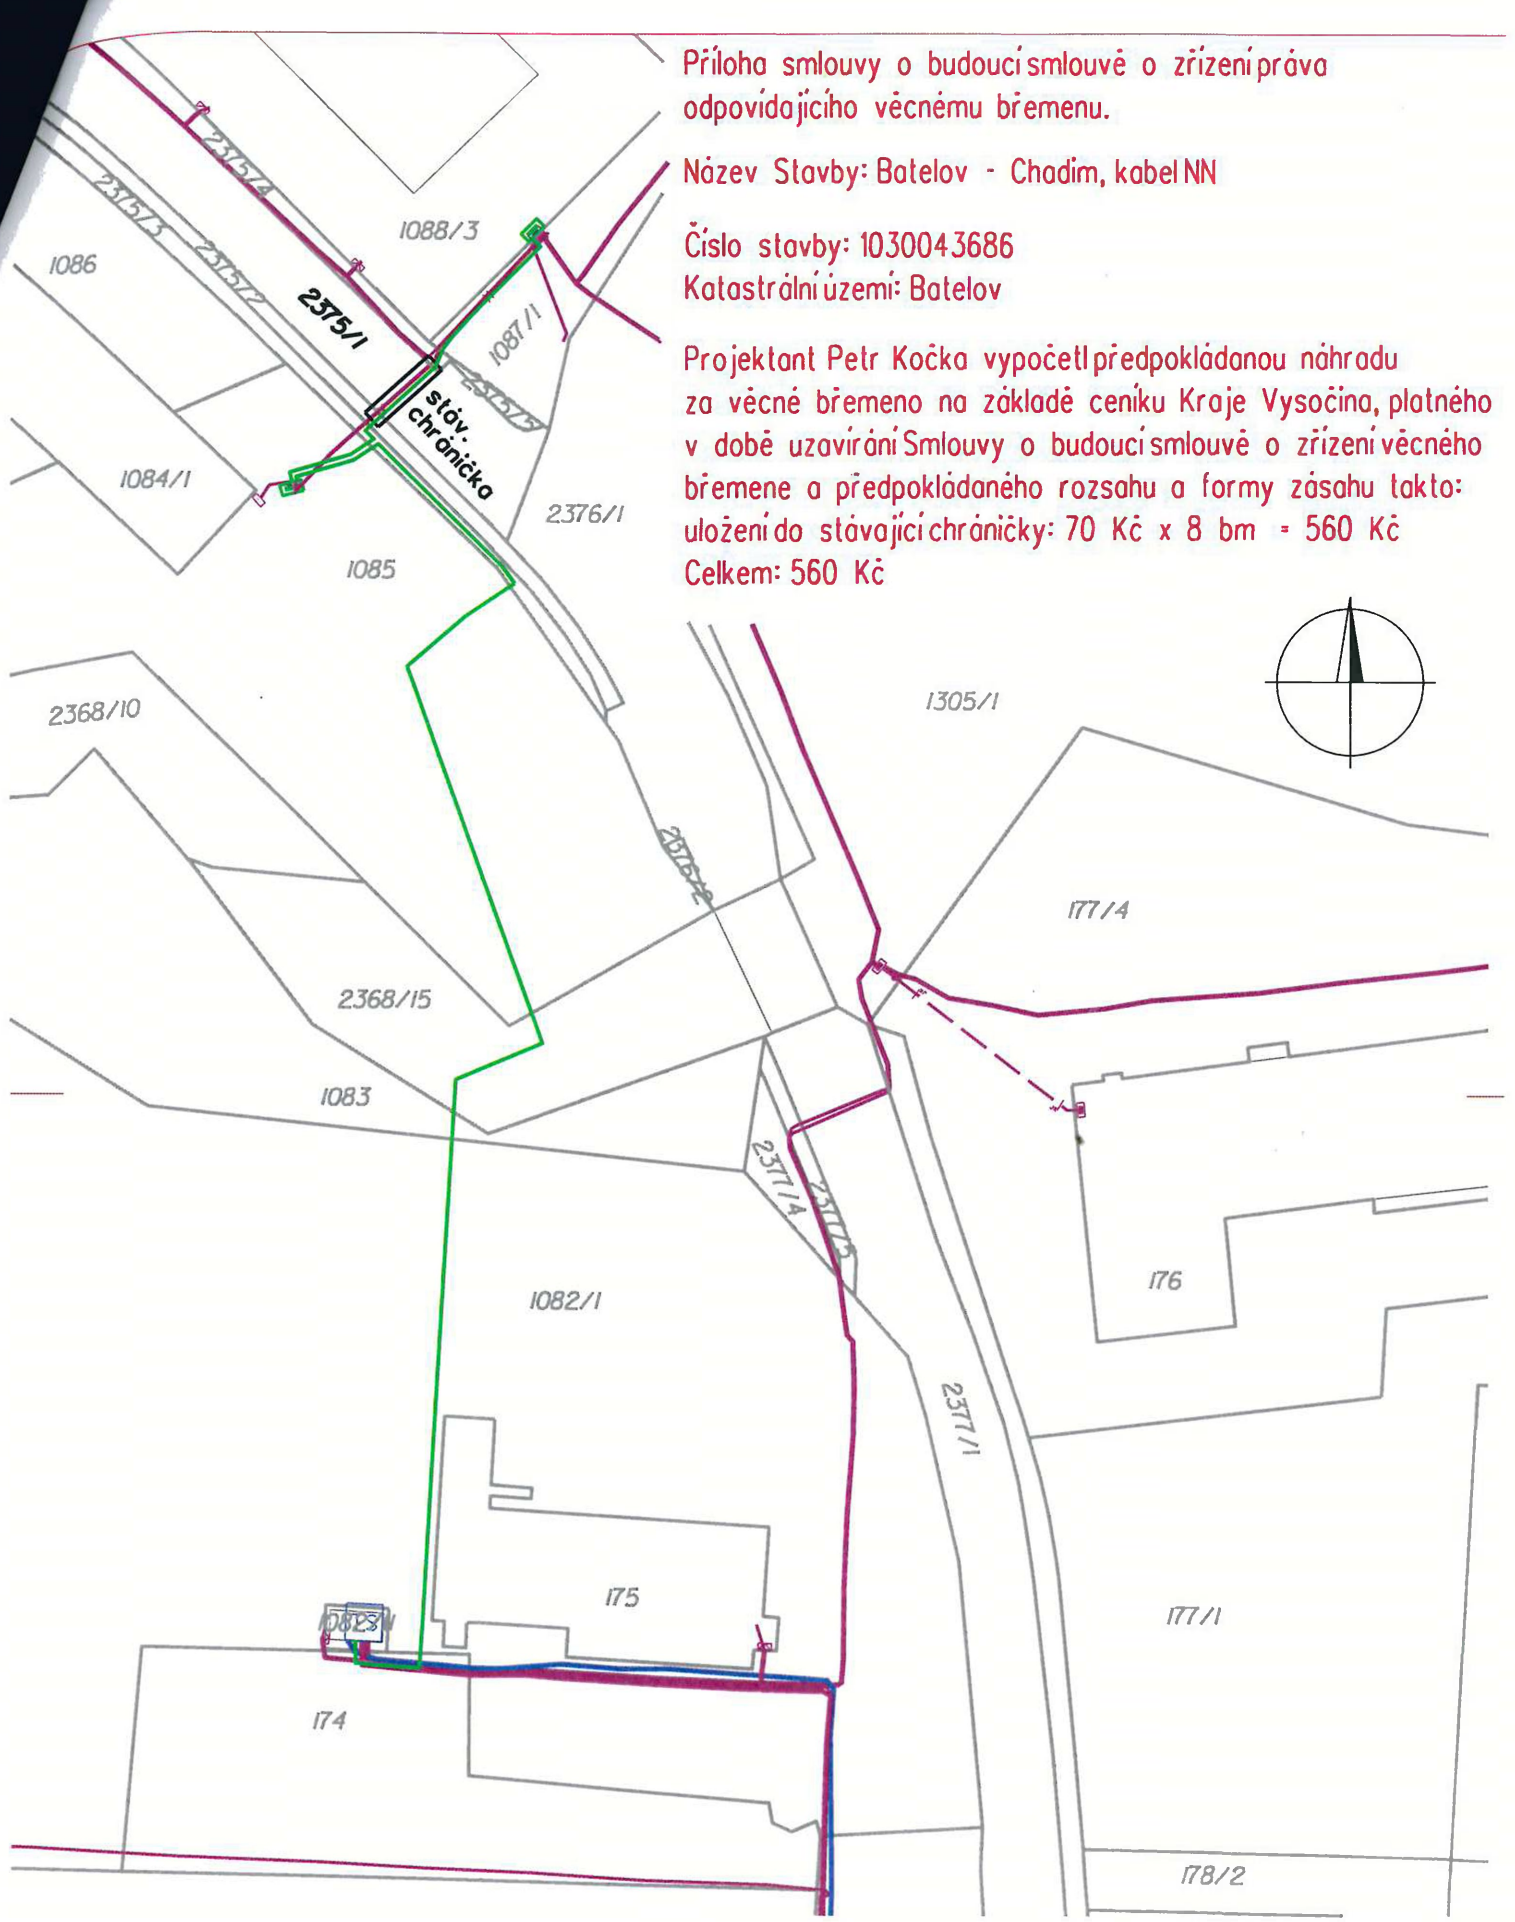 Příloha smlouvy o budoucí smlouvě o zřízení práva
odpovídajícího věcnému břemenu.
Název Stavby: Batelov - Chadim, kabel NN
Číslo stavby: 1030043686
Katastrální území: Batelov
Projektant Petr Kočka vypočetl předpokládanou náhradu
za věcné břemeno na základě ceníku Kraje Vysočina, platného
v době uzavírání Smlouvy o budoucí smlouvě o zřízení věcného
břemene a předpokládaného rozsahu a formy zásahu takto:
uložení do stávající chráničky: 70 Kč x 8 bm = 560 Kč
Celkem: 560 Kč
2375/4
2375/3
1088/3
1086
2375/2
2375/1
1087/1
2375/5
stáv.
chránička
1084/1
2376/1
1085
2368/10
1305/1
2376/2
177/4
2368/15
1083
2377/4
2377/3
176
1082/1
2377/1
175
177/1
174
178/2